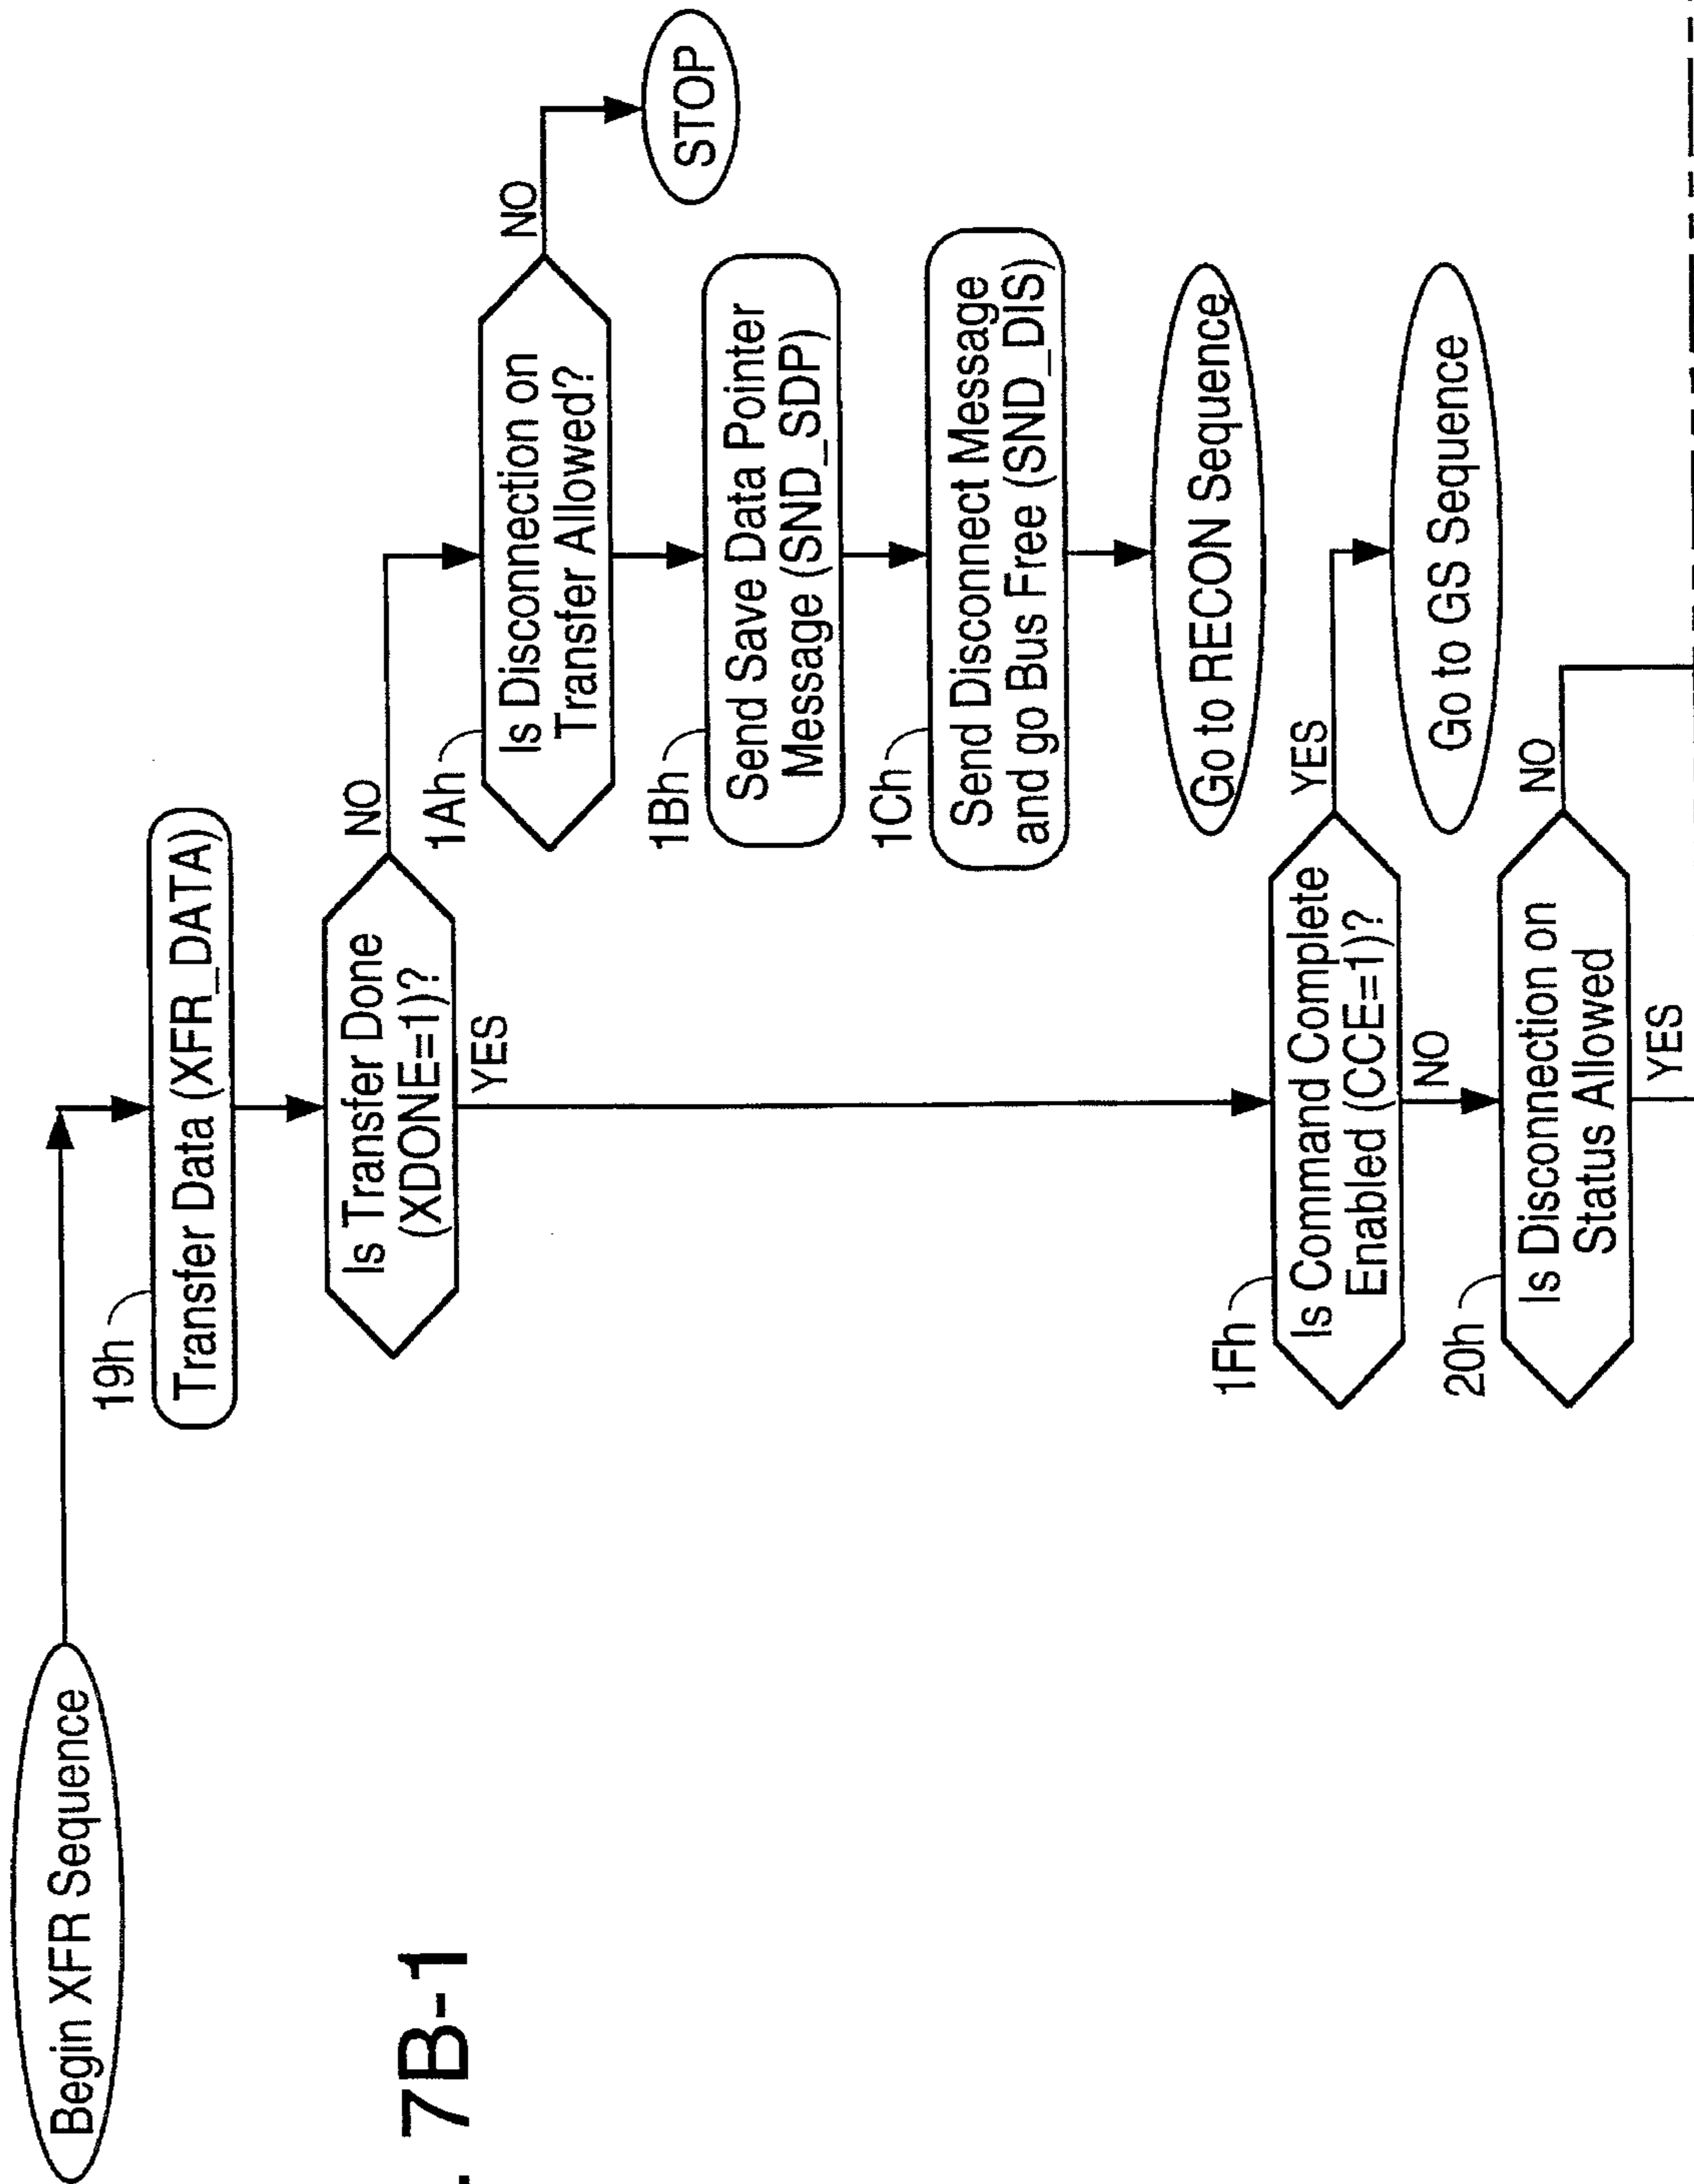 Begin XFR Sequence
19h
Transfer Data (XFR_DATA)
Is Transfer Done
(XDONE=1)?
NO
YES
1Ah
Is Disconnection on
Transfer Allowed?
NO
STOP
1Bh
Send Save Data Pointer
Message (SND_SDP)
1Ch
Send Disconnect Message
and go Bus Free (SND_DIS)
Go to RECON Sequence
1Fh
Is Command Complete
Enabled (CCE=1)?
YES
Go to GS Sequence
NO
20h
Is Disconnection on
Status Allowed
NO
YES
. 7B-1